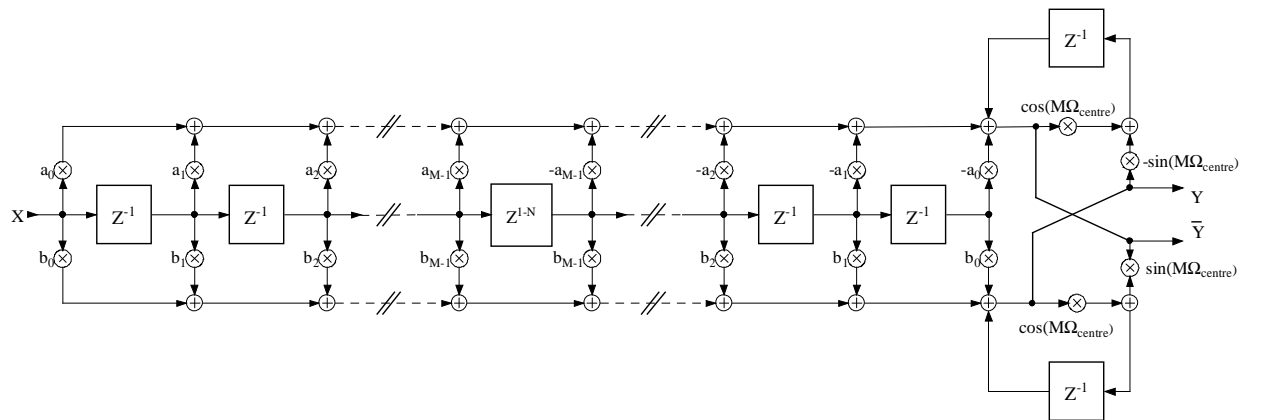 Z⁻¹
cos(MΩcentre)
a₀ a₁ a₂ aM-1 -aM-1 -a₂ -a₁ -a₀ -sin(MΩcentre)
X Z⁻¹ Z⁻¹ Z¹⁻ᴺ Z⁻¹ Z⁻¹ Y
Y̅
b₀ b₁ b₂ bM-1 bM-1 b₂ b₁ b₀ sin(MΩcentre)
cos(MΩcentre)
Z⁻¹